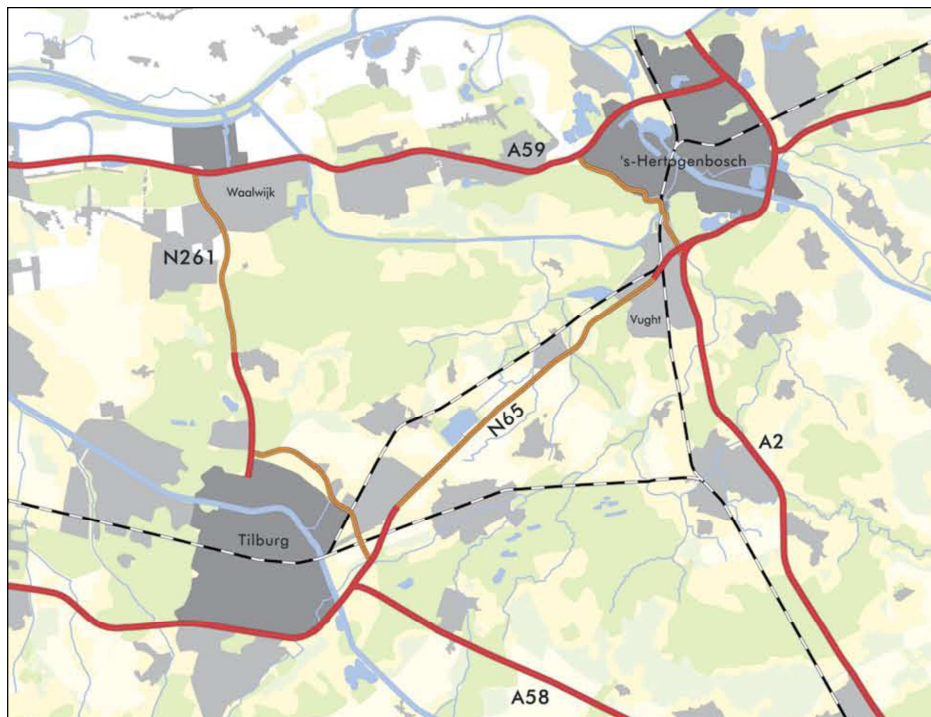 A59
's-Hertogenbosch
Waalwijk
N261
Vught
N65
A2
Tilburg
A58